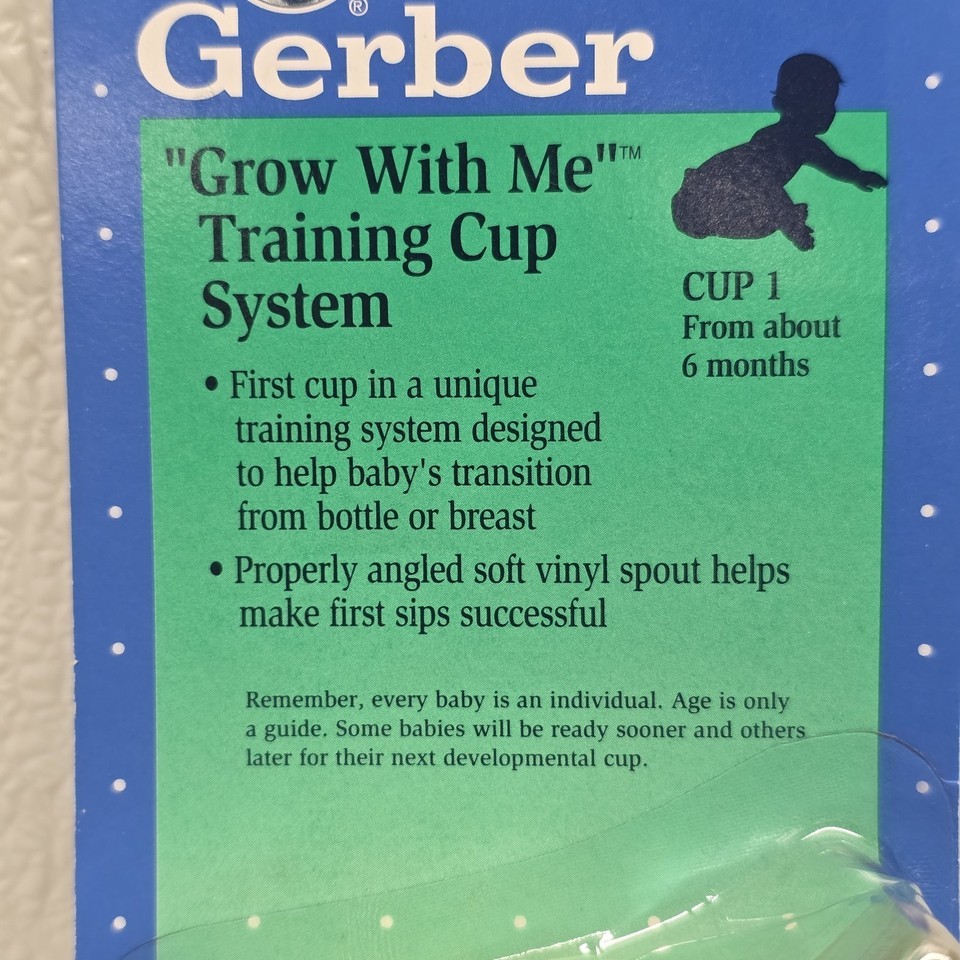 Gerber®
"Grow With Me"™
Training Cup
System
CUP 1
From about
6 months
• First cup in a unique
training system designed
to help baby's transition
from bottle or breast
• Properly angled soft vinyl spout helps
make first sips successful
Remember, every baby is an individual. Age is only
a guide. Some babies will be ready sooner and others
later for their next developmental cup.